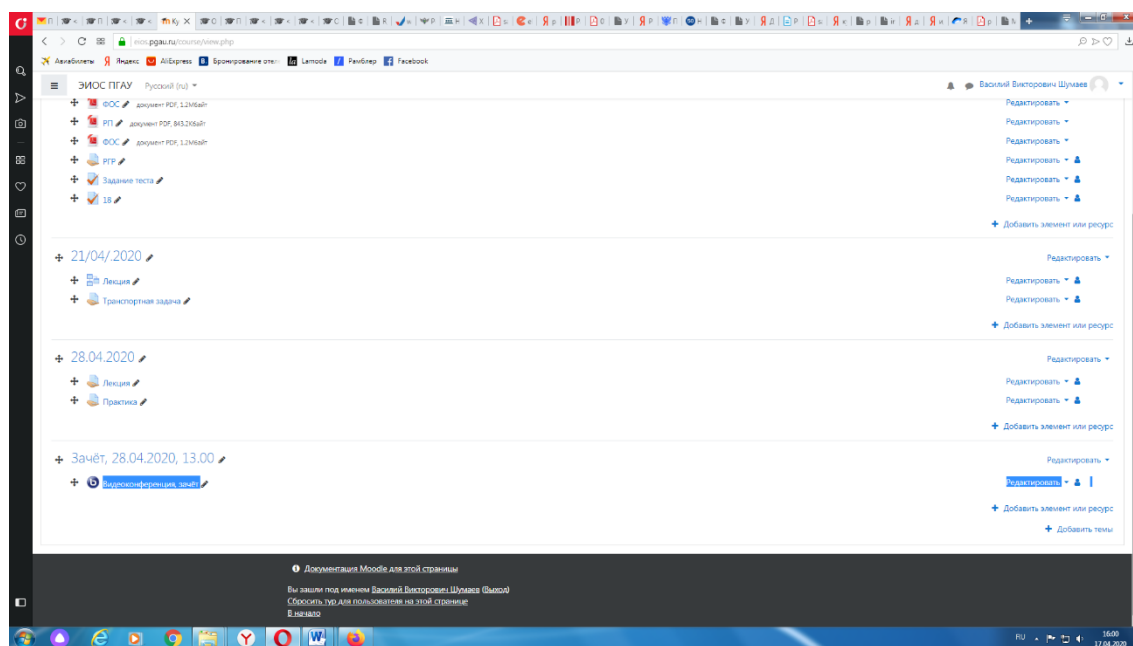 eios.pgau.ru/course/view.php
Авиабилеты Яндекс AliExpress Бронирование отел Lamoda Рамблер Facebook
ЭИОС ПГАУ Русский (ru) Василий Викторович Шумаев
ФОС документ PDF, 1.2Мбайт Редактировать
РП документ PDF, 843.2Кбайт Редактировать
ФОС документ PDF, 1.2Мбайт Редактировать
РГР Редактировать
Задание теста Редактировать
18 Редактировать
Добавить элемент или ресурс
21/04/.2020 Редактировать
Лекция Редактировать
Транспортная задача Редактировать
Добавить элемент или ресурс
28.04.2020 Редактировать
Лекция Редактировать
Практика Редактировать
Добавить элемент или ресурс
Зачёт, 28.04.2020, 13.00 Редактировать
Видеоконференция, зачёт Редактировать
Добавить элемент или ресурс
Добавить темы
Документация Moodle для этой страницы
Вы зашли под именем Василий Викторович Шумаев (Выход)
Сбросить тур для пользователя на этой странице
В начало
RU 16:00
17.04.2020